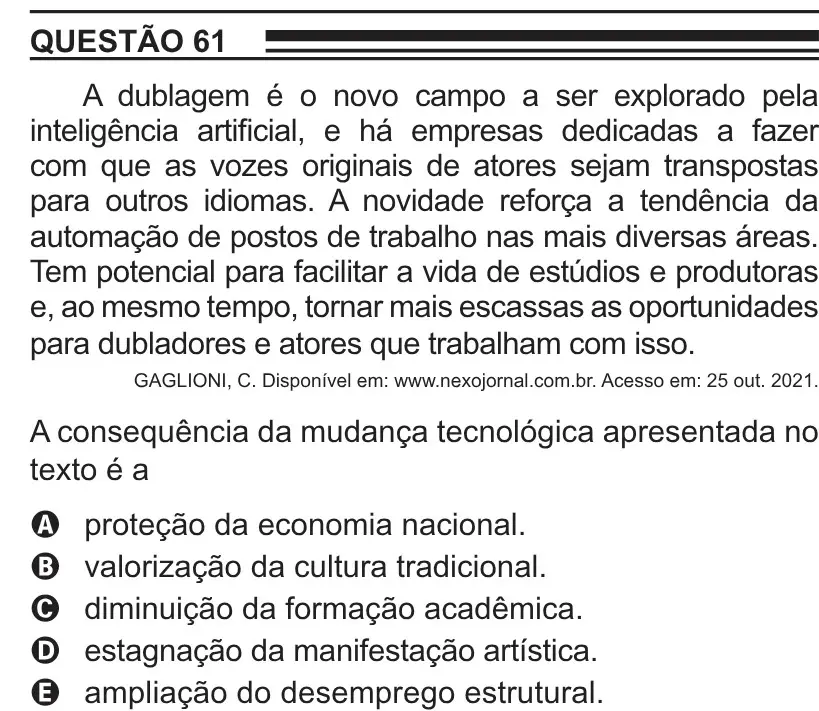 QUESTÃO 61
A dublagem é o novo campo a ser explorado pela
inteligência artificial, e há empresas dedicadas a fazer
com que as vozes originais de atores sejam transpostas
para outros idiomas. A novidade reforça a tendência da
automação de postos de trabalho nas mais diversas áreas.
Tem potencial para facilitar a vida de estúdios e produtoras
e, ao mesmo tempo, tornar mais escassas as oportunidades
para dubladores e atores que trabalham com isso.
GAGLIONI, C. Disponível em: www.nexojornal.com.br. Acesso em: 25 out. 2021.
A consequência da mudança tecnológica apresentada no
texto é a
A proteção da economia nacional.
B valorização da cultura tradicional.
C diminuição da formação acadêmica.
D estagnação da manifestação artística.
E ampliação do desemprego estrutural.